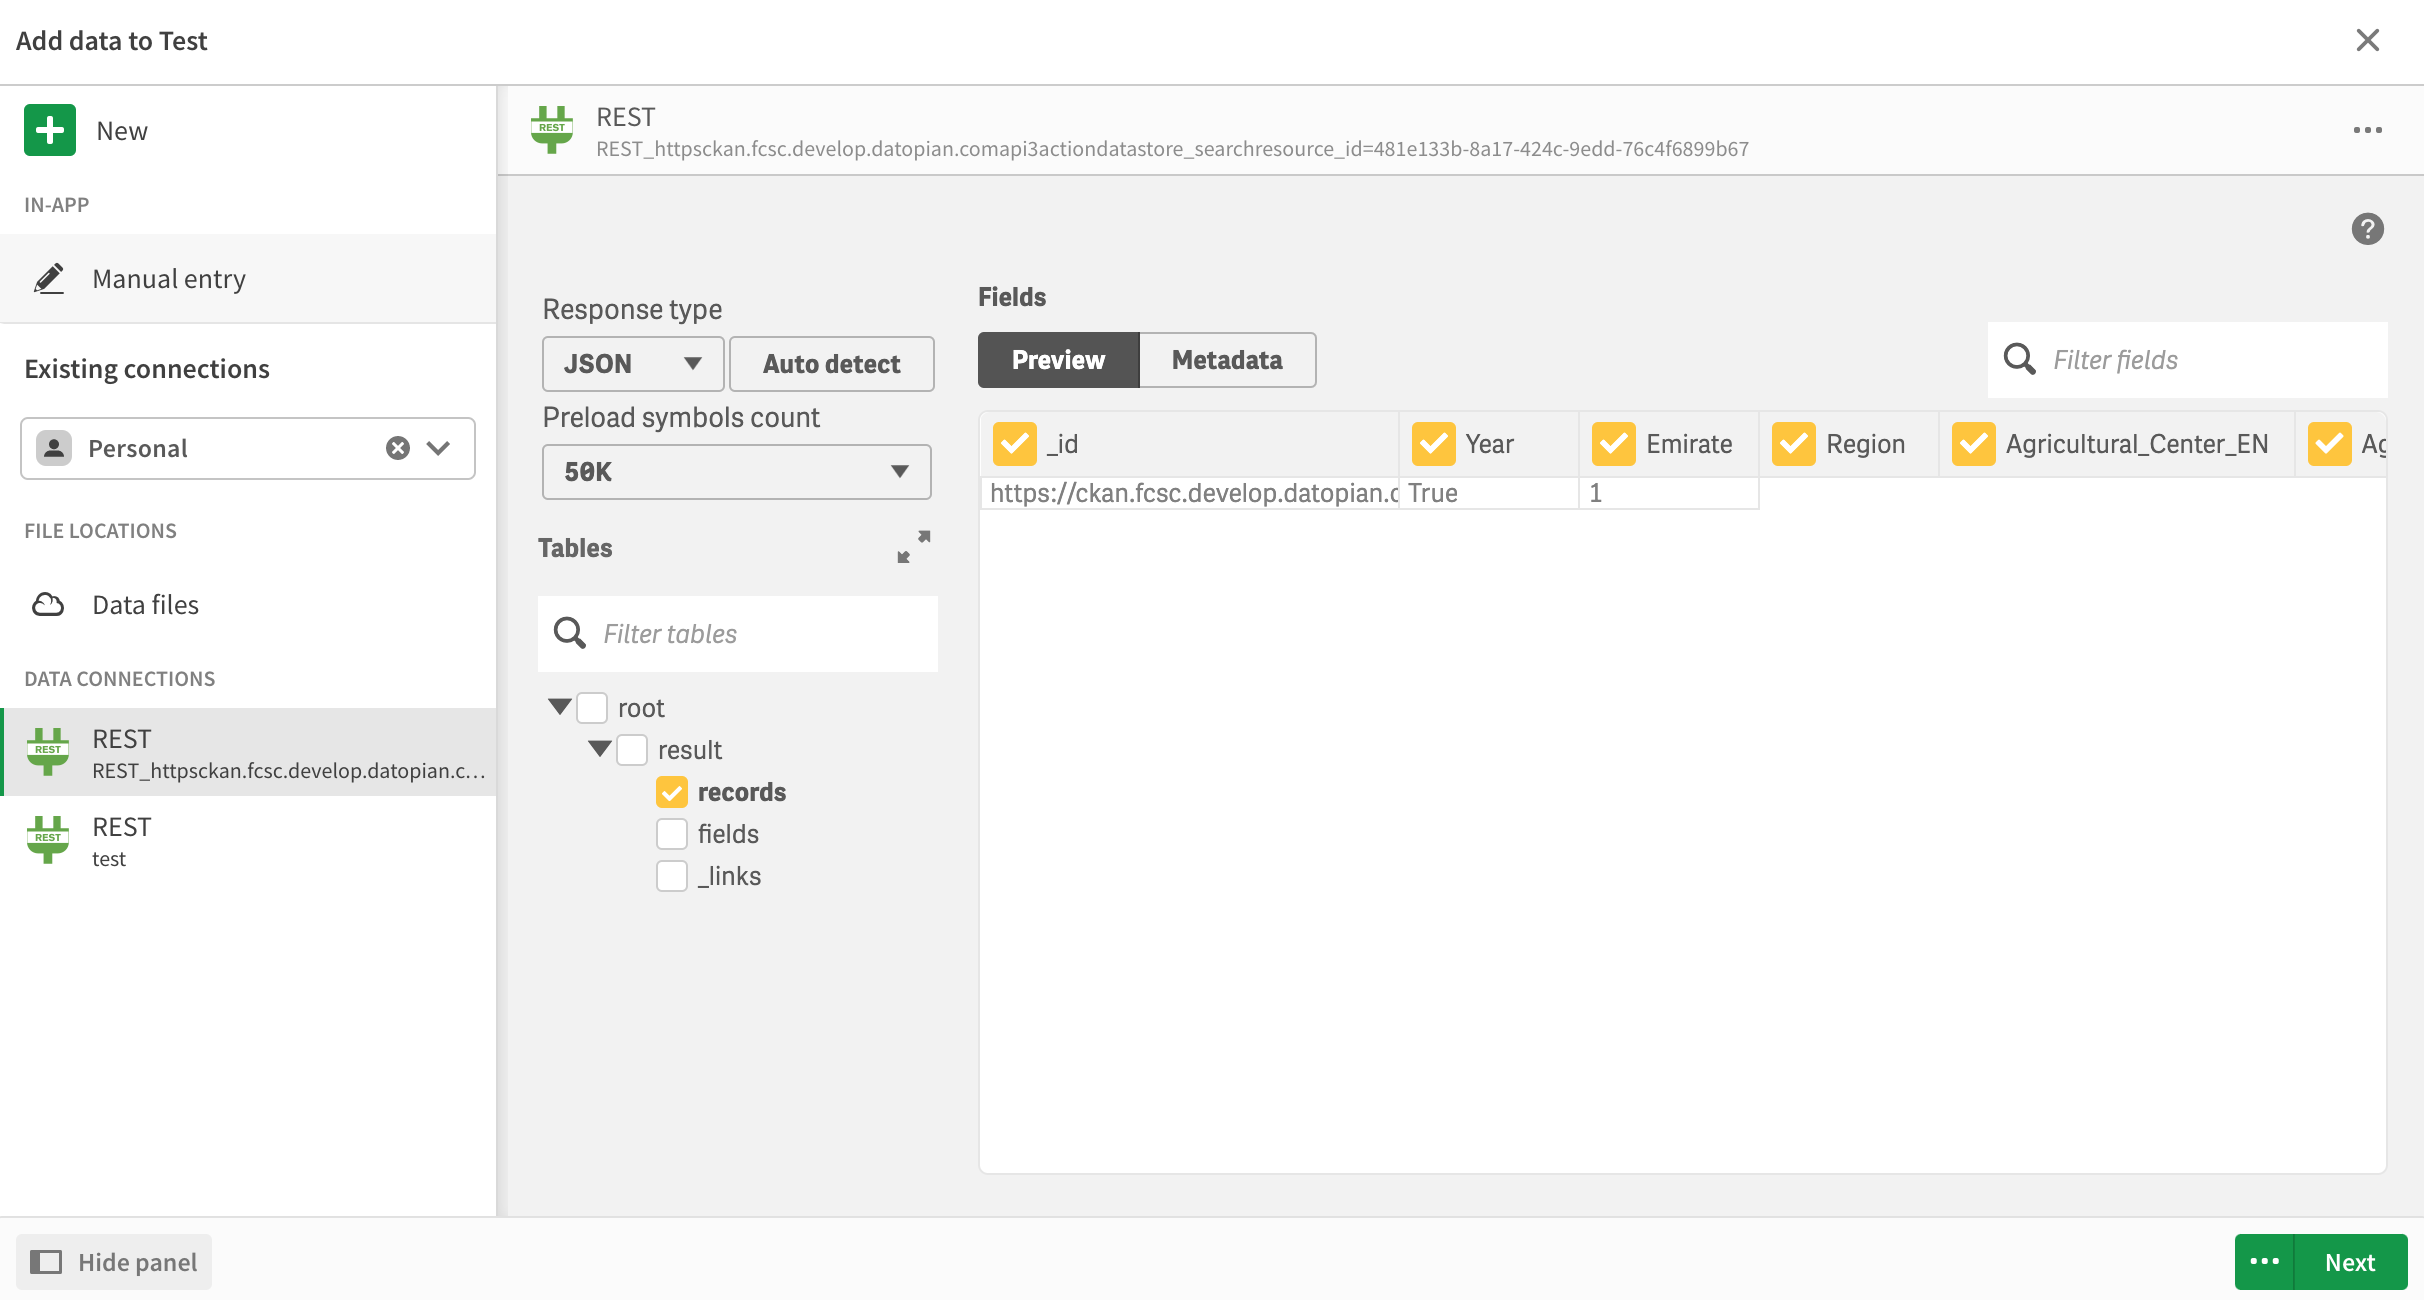 Add data to Test
New
IN-APP
Manual entry
Existing connections
Personal
FILE LOCATIONS
Data files
DATA CONNECTIONS
REST
REST
REST_httpsckan.fcsc.develop.datopian.c...
REST
REST
test
REST
REST
REST_httpsckan.fcsc.develop.datopian.comapi3actiondatastore_searchresource_id=481e133b-8a17-424c-9edd-76c4f6899b67
?
Response type
JSON
Auto detect
Preload symbols count
50K
Tables
Filter tables
root
result
records
fields
_links
Fields
Preview Metadata
Filter fields
_id Year Emirate Region Agricultural_Center_EN Ag
https://ckan.fcsc.develop.datopian.c True 1
Hide panel
Next